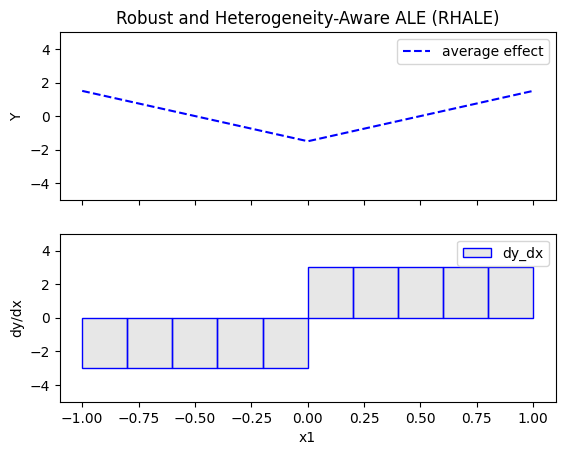 Robust and Heterogeneity-Aware ALE (RHALE)
average effect
4
2
0
−2
−4
Y
dy_dx
4
2
0
−2
−4
dy/dx
−1.00 −0.75 −0.50 −0.25 0.00 0.25 0.50 0.75 1.00
x1